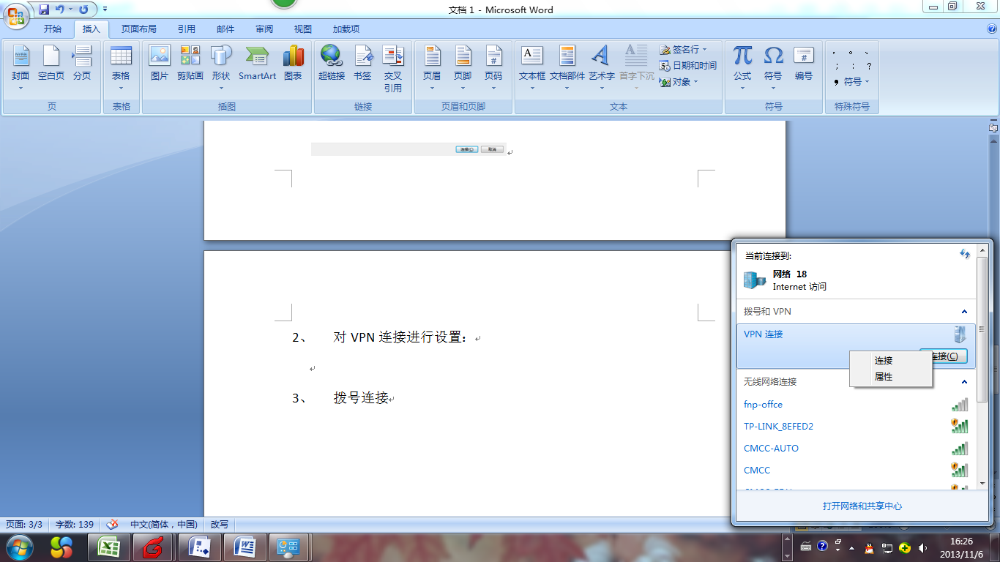 文档 1 - Microsoft Word
开始 插入 页面布局 引用 邮件 审阅 视图 加载项
封面 空白页 分页 表格 图片 剪贴画 形状 SmartArt 图表 超链接 书签 交叉引用 页眉 页脚 页码 文本框 文档部件 艺术字 首字下沉
签名行
日期和时间
对象
公式 符号 编号
， 。 、
； ： ？
， 符号
页 表格 插图 链接 页眉和页脚 文本 符号 特殊符号
连接(C) 取消
2、 对 VPN 连接进行设置：
3、 拨号连接
当前连接到:
网络 18
Internet 访问
拨号和 VPN
VPN 连接
连接(C)
连接
属性
无线网络连接
fnp-offce
TP-LINK_8EFED2
CMCC-AUTO
CMCC
打开网络和共享中心
页面: 3/3 字数: 139 中文(简体，中国) 改写
16:26
2013/11/6